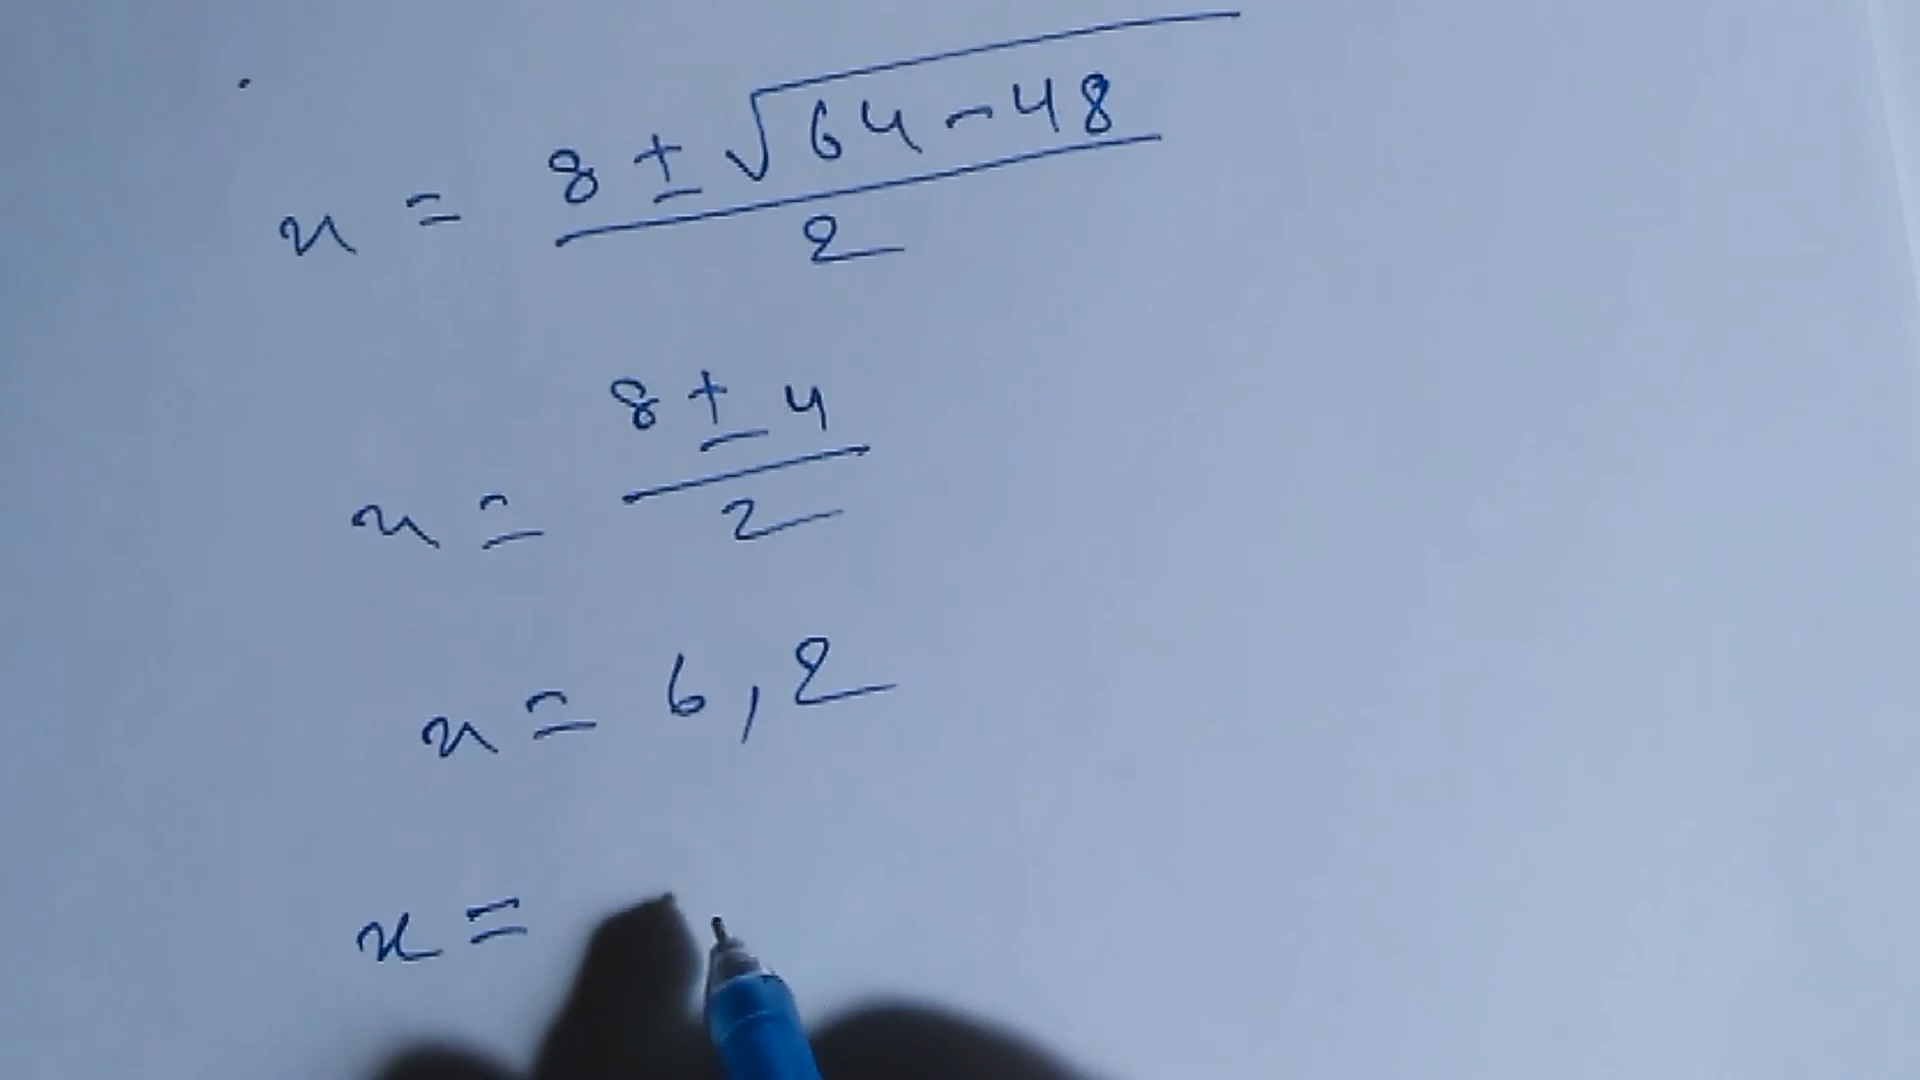 x = (8 ± √(64 - 48)) / 2
x = (8 ± 4) / 2
x = 6, 2
x =